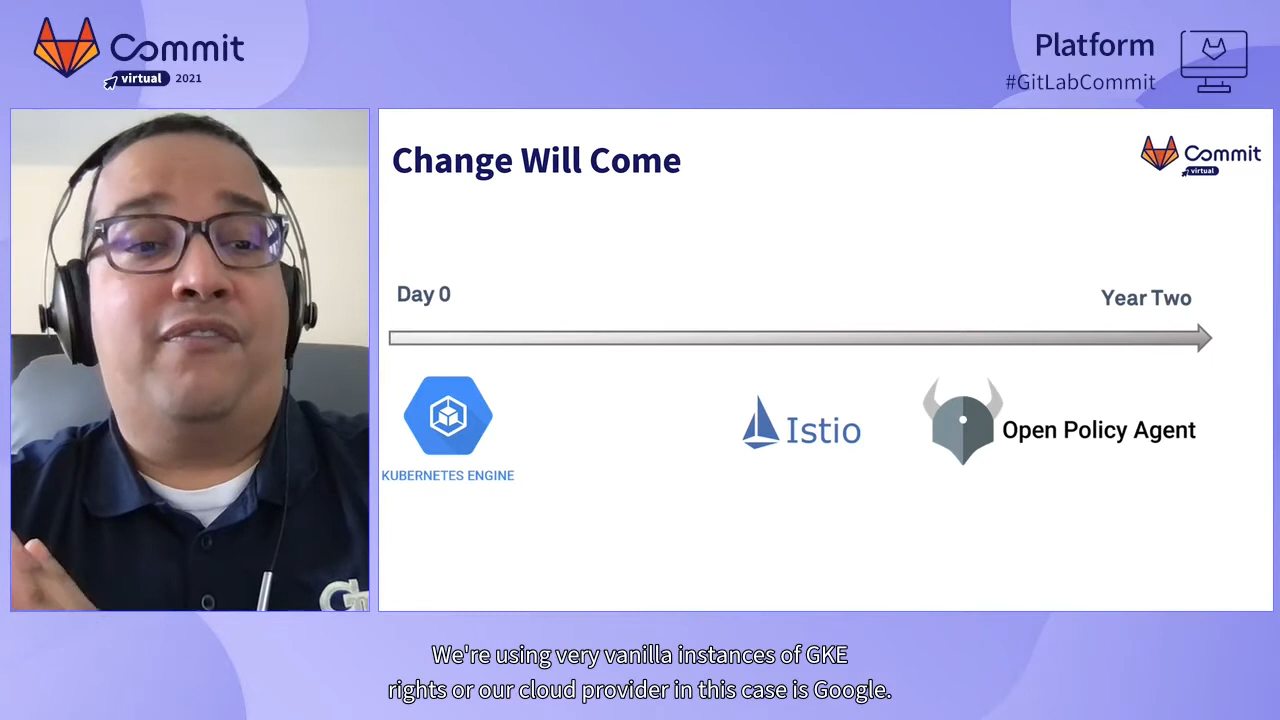 Commit
virtual 2021
Platform
#GitLabCommit
Change Will Come
Commit
virtual
Day 0
Year Two
KUBERNETES ENGINE
Istio
Open Policy Agent
We're using very vanilla instances of GKE
rights or our cloud provider in this case is Google.